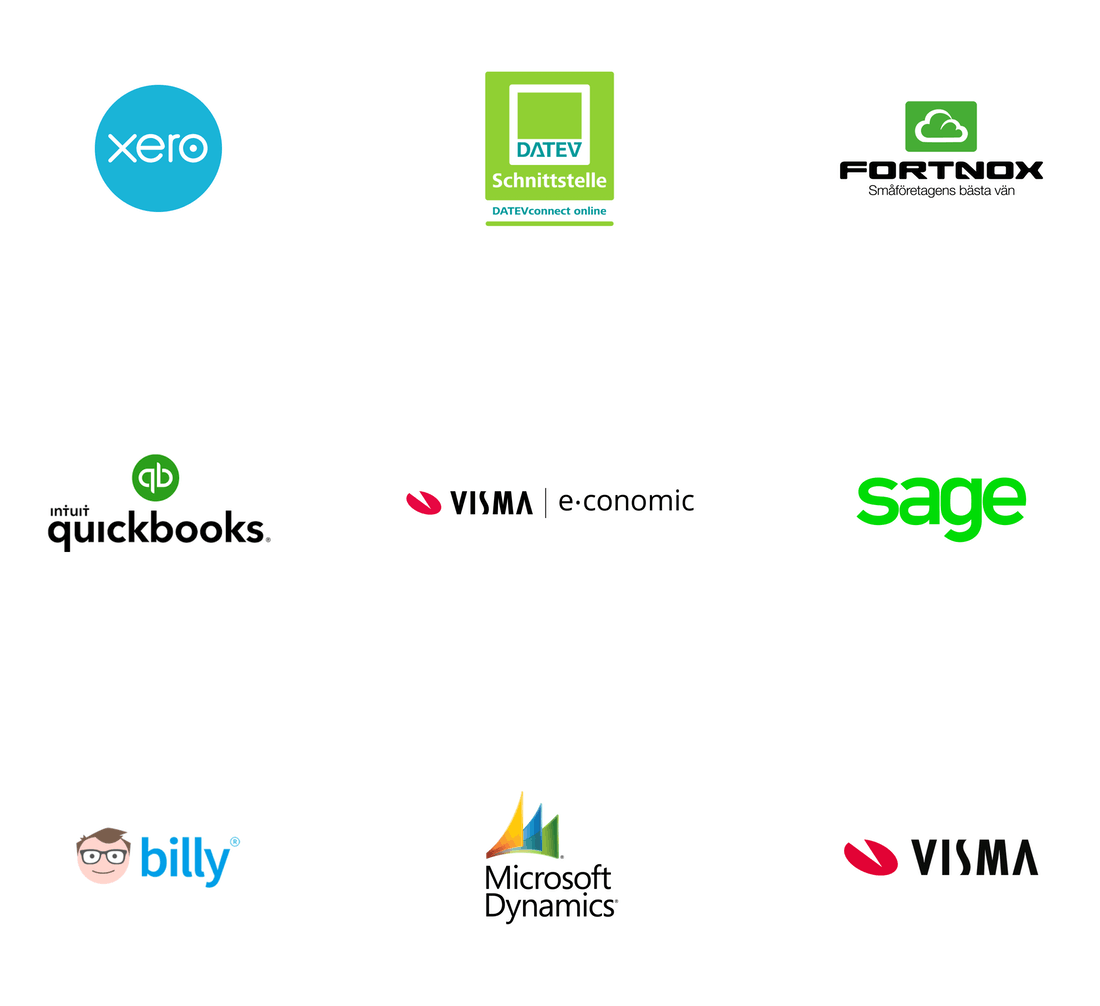 xero
DATEV
Schnittstelle
DATEVconnect online
FORTNOX
Småföretagens bästa vän
qb
intuit
quickbooks®
VISMA | e·conomic
sage
billy®
Microsoft
Dynamics®
VISMA